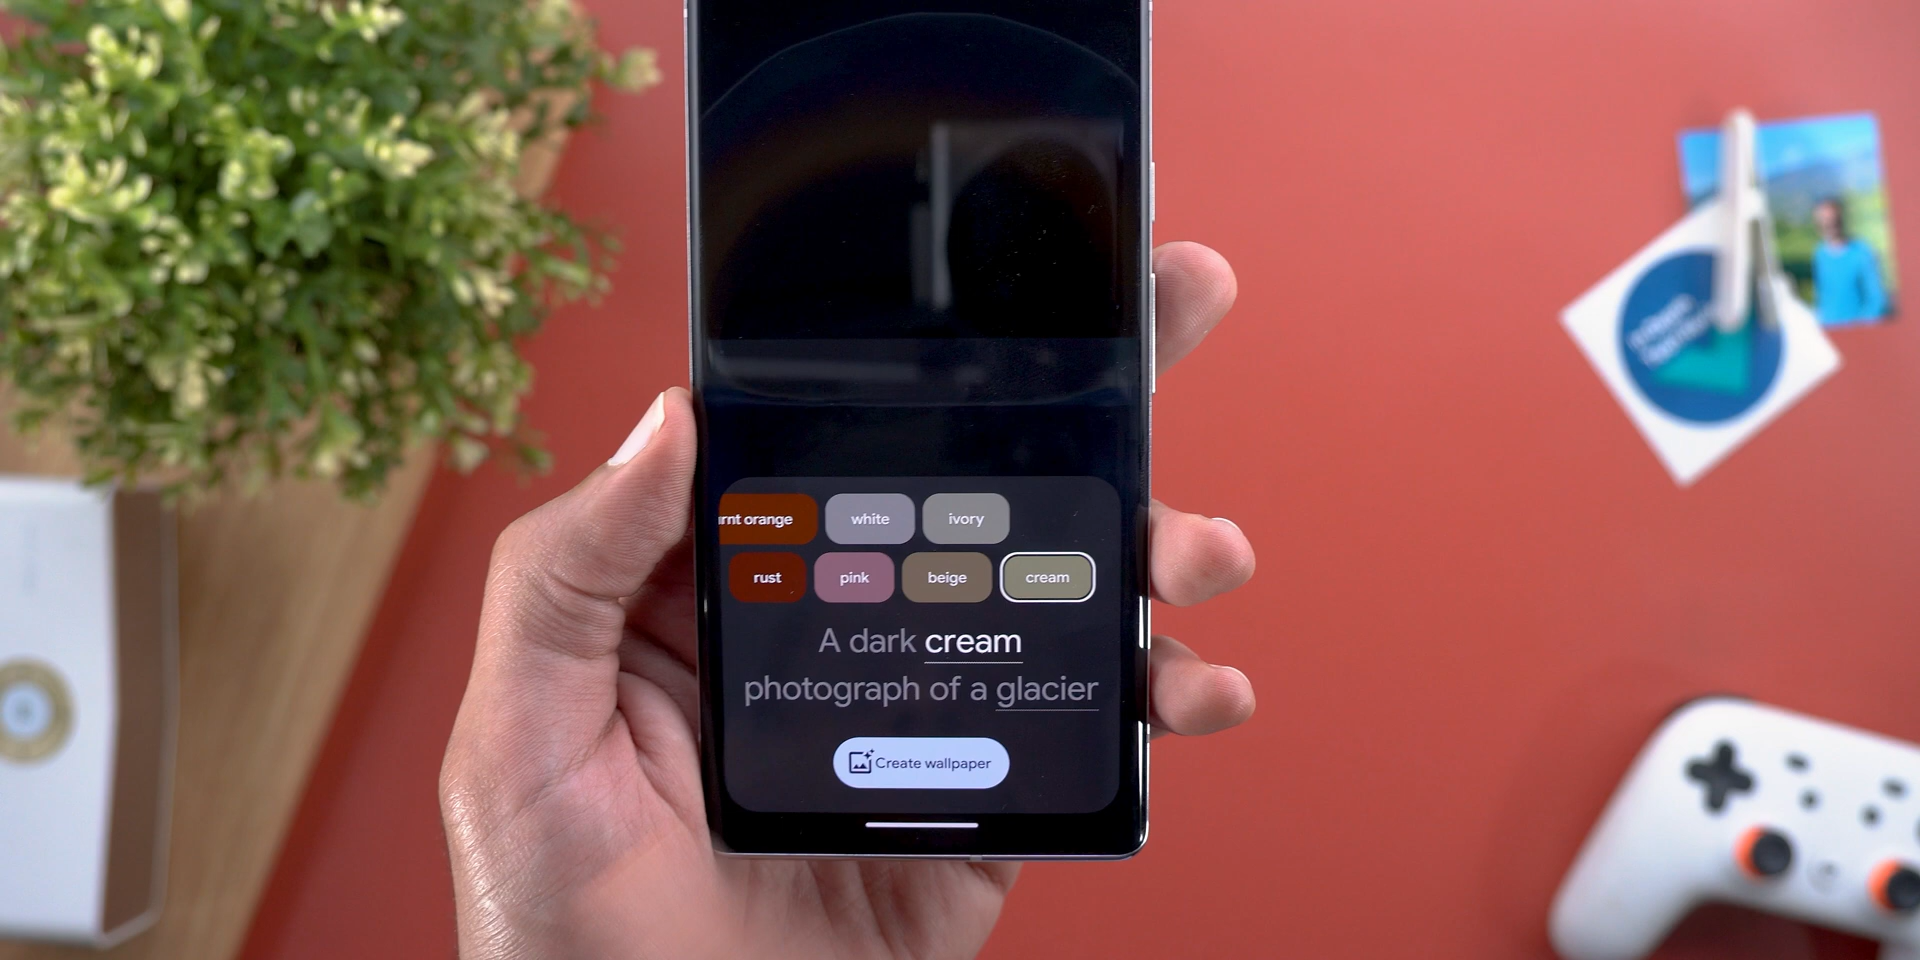 rnt orange white ivory
rust pink beige cream
A dark cream
photograph of a glacier
Create wallpaper